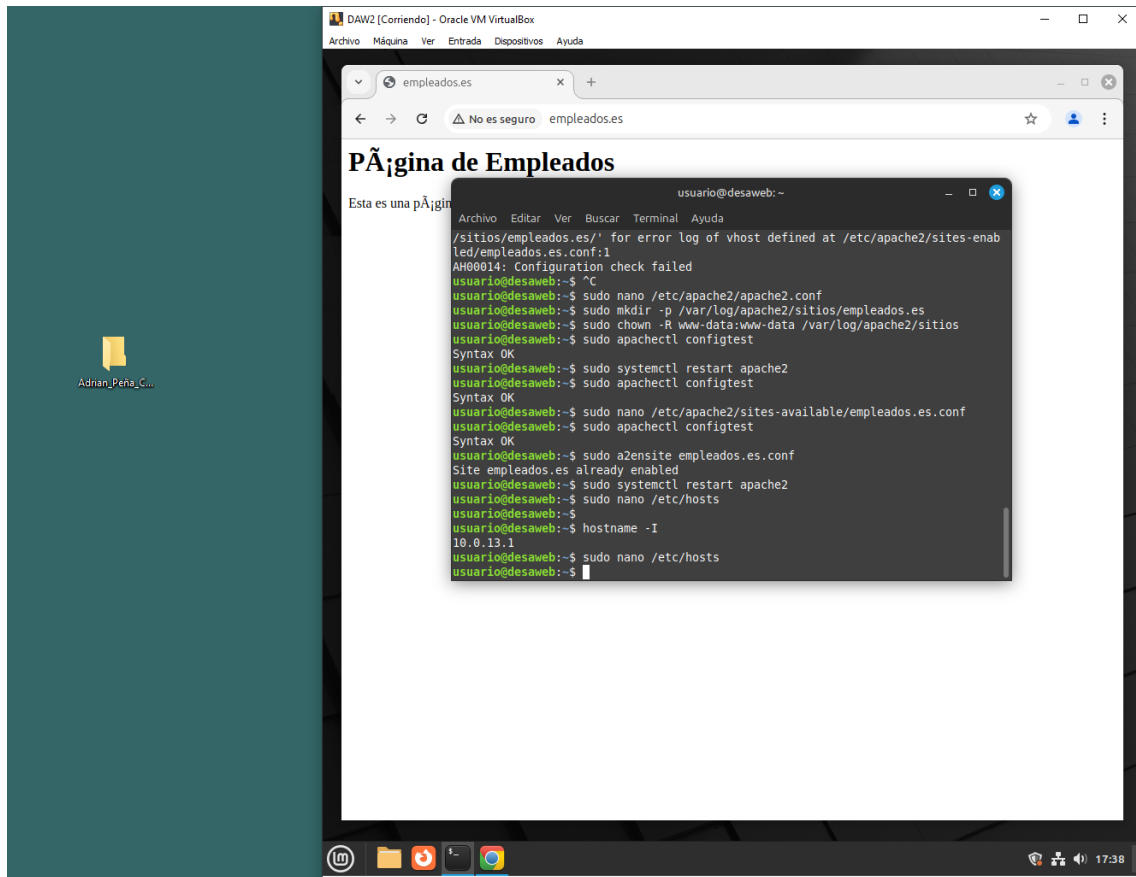 DAW2 [Corriendo] - Oracle VM VirtualBox
Archivo Máquina Ver Entrada Dispositivos Ayuda
empleados.es
No es seguro empleados.es
PÃ¡gina de Empleados
Esta es una pÃ¡gin
usuario@desaweb: ~
Archivo Editar Ver Buscar Terminal Ayuda
/sitios/empleados.es/' for error log of vhost defined at /etc/apache2/sites-enab
led/empleados.es.conf:1
AH00014: Configuration check failed
usuario@desaweb:~$ ^C
usuario@desaweb:~$ sudo nano /etc/apache2/apache2.conf
usuario@desaweb:~$ sudo mkdir -p /var/log/apache2/sitios/empleados.es
usuario@desaweb:~$ sudo chown -R www-data:www-data /var/log/apache2/sitios
usuario@desaweb:~$ sudo apachectl configtest
Syntax OK
usuario@desaweb:~$ sudo systemctl restart apache2
usuario@desaweb:~$ sudo apachectl configtest
Syntax OK
usuario@desaweb:~$ sudo nano /etc/apache2/sites-available/empleados.es.conf
usuario@desaweb:~$ sudo apachectl configtest
Syntax OK
usuario@desaweb:~$ sudo a2ensite empleados.es.conf
Site empleados.es already enabled
usuario@desaweb:~$ sudo systemctl restart apache2
usuario@desaweb:~$ sudo nano /etc/hosts
usuario@desaweb:~$
usuario@desaweb:~$ hostname -I
10.0.13.1
usuario@desaweb:~$ sudo nano /etc/hosts
usuario@desaweb:~$
Adrian_Peña_C...
17:38